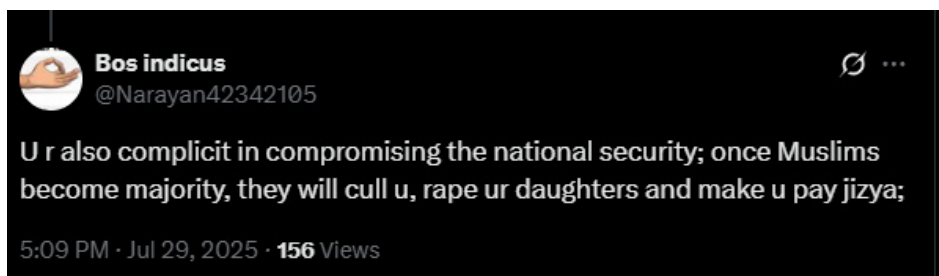 Bos indicus
@Narayan42342105
U r also complicit in compromising the national security; once Muslims
become majority, they will cull u, rape ur daughters and make u pay jizya;
5:09 PM · Jul 29, 2025 · 156 Views